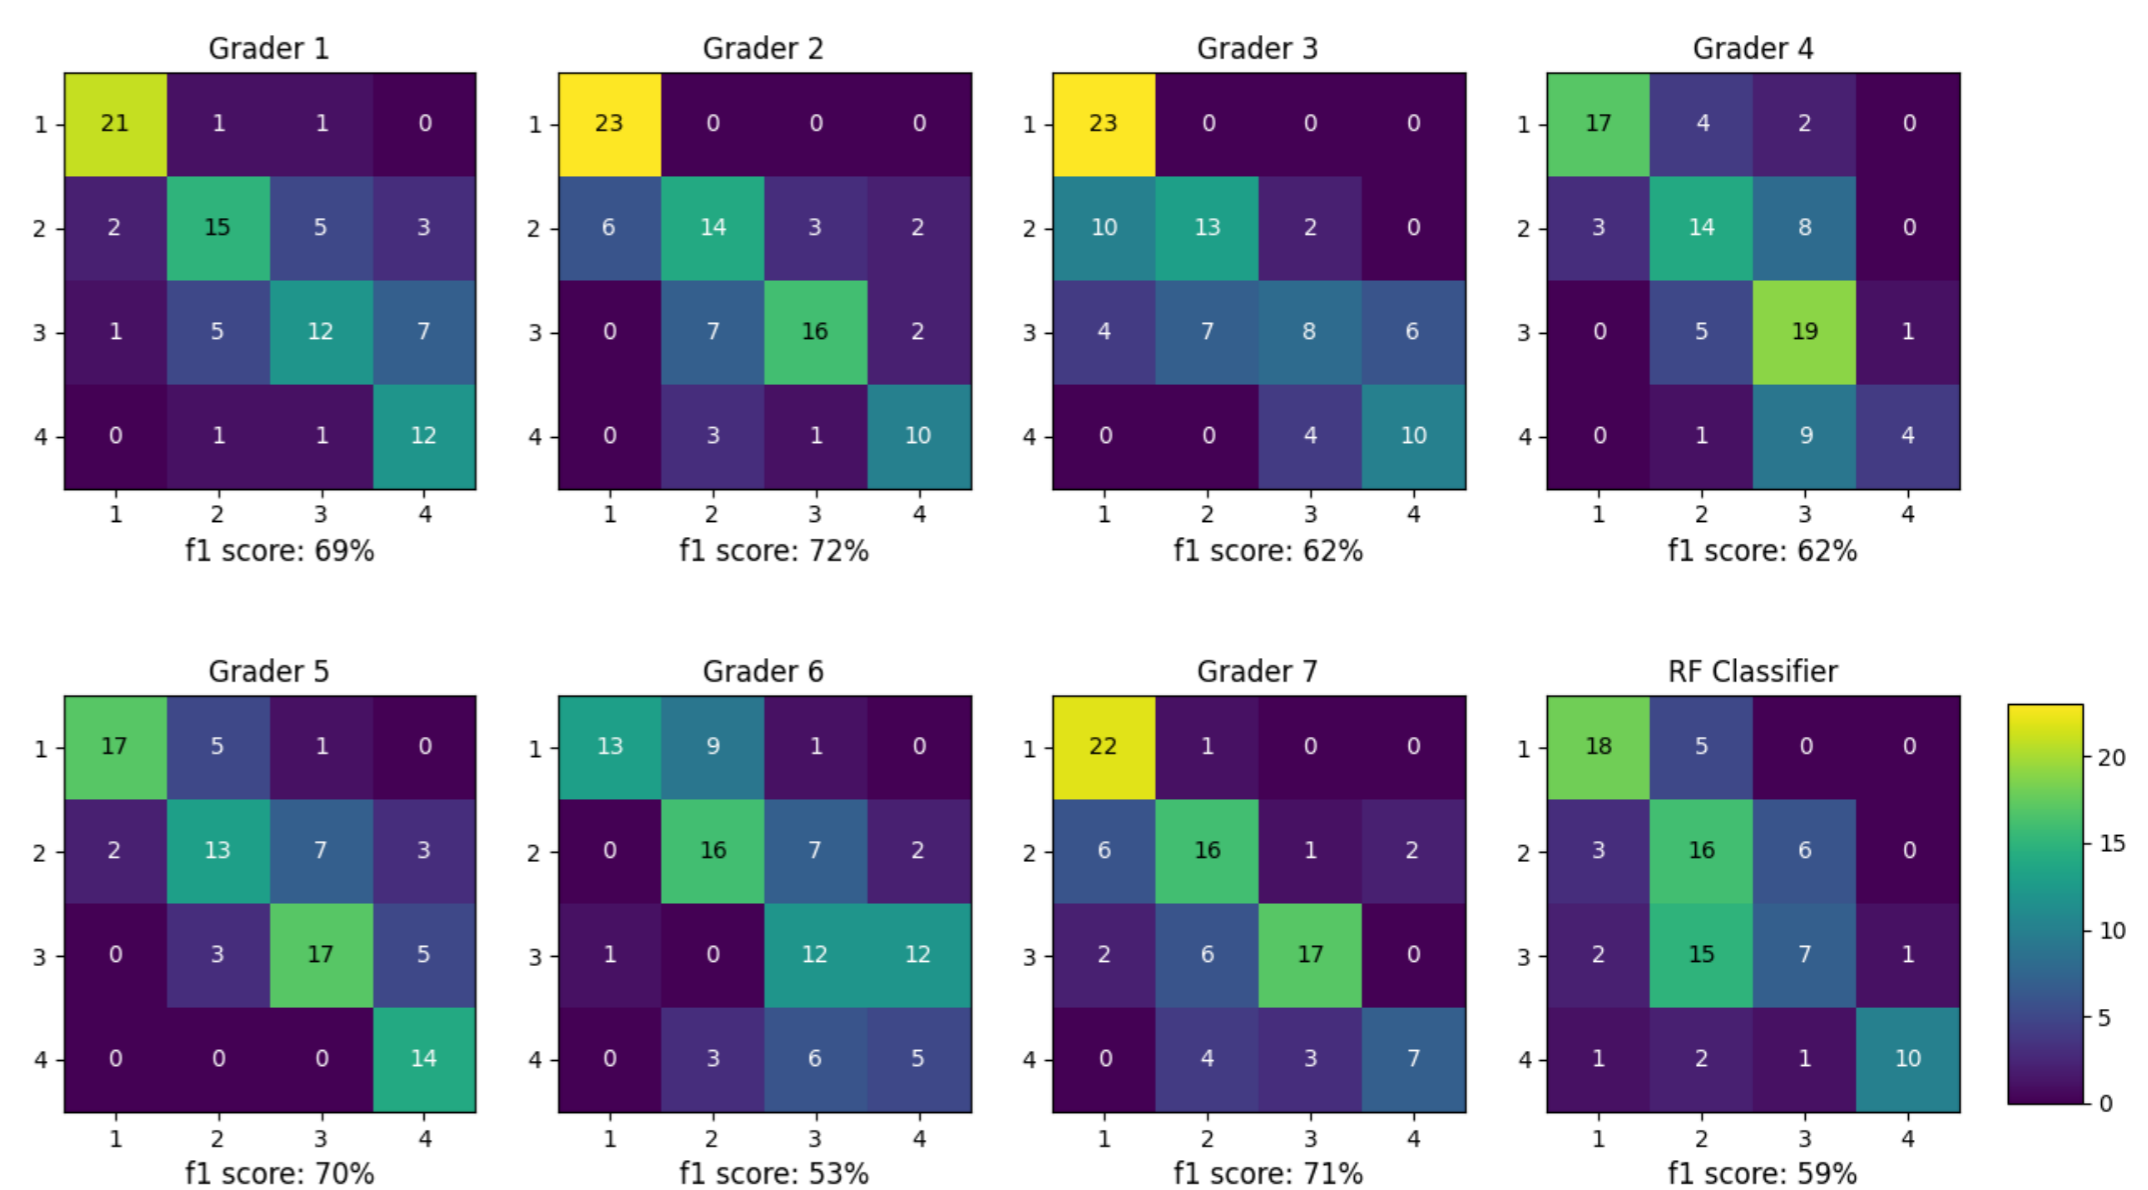 Grader 1
1 21 1 1 0
2 2 15 5 3
3 1 5 12 7
4 0 1 1 12
1 2 3 4
f1 score: 69%
Grader 2
1 23 0 0 0
2 6 14 3 2
3 0 7 16 2
4 0 3 1 10
1 2 3 4
f1 score: 72%
Grader 3
1 23 0 0 0
2 10 13 2 0
3 4 7 8 6
4 0 0 4 10
1 2 3 4
f1 score: 62%
Grader 4
1 17 4 2 0
2 3 14 8 0
3 0 5 19 1
4 0 1 9 4
1 2 3 4
f1 score: 62%
Grader 5
1 17 5 1 0
2 2 13 7 3
3 0 3 17 5
4 0 0 0 14
1 2 3 4
f1 score: 70%
Grader 6
1 13 9 1 0
2 0 16 7 2
3 1 0 12 12
4 0 3 6 5
1 2 3 4
f1 score: 53%
Grader 7
1 22 1 0 0
2 6 16 1 2
3 2 6 17 0
4 0 4 3 7
1 2 3 4
f1 score: 71%
RF Classifier
1 18 5 0 0
2 3 16 6 0
3 2 15 7 1
4 1 2 1 10
1 2 3 4
f1 score: 59%
20
15
10
5
0